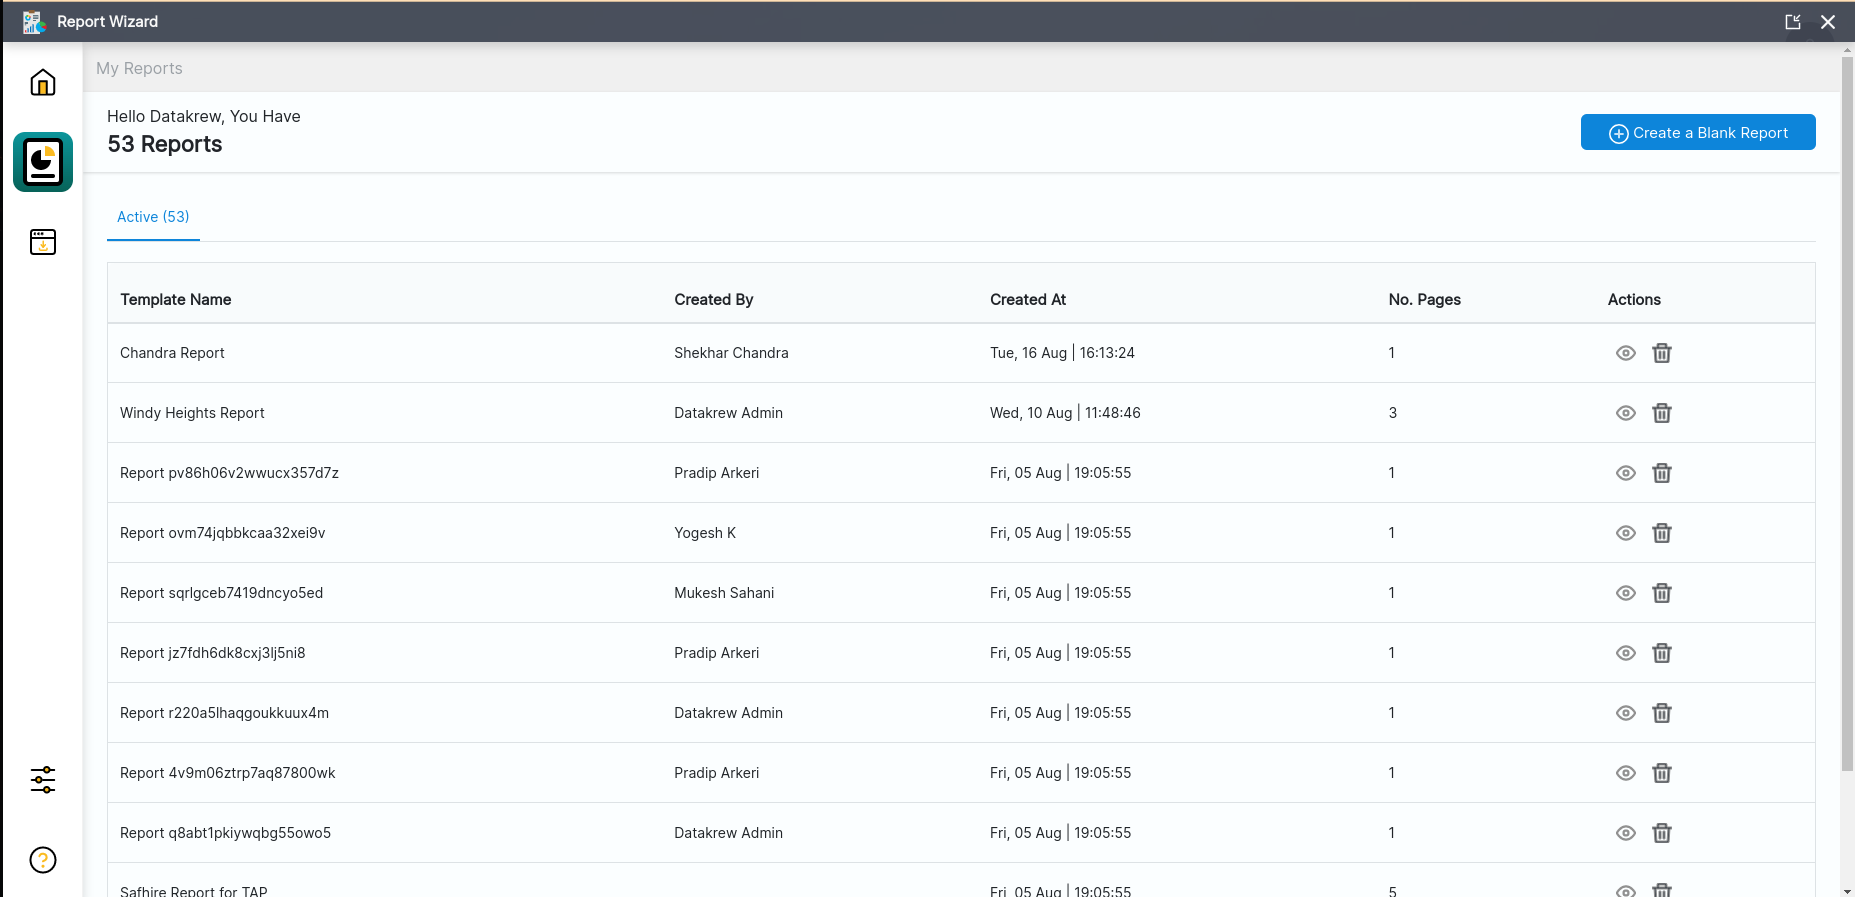 Report Wizard
My Reports
Hello Datakrew, You Have
53 Reports
Create a Blank Report
Active (53)
Template Name Created By Created At No. Pages Actions
Chandra Report Shekhar Chandra Tue, 16 Aug | 16:13:24 1
Windy Heights Report Datakrew Admin Wed, 10 Aug | 11:48:46 3
Report pv86h06v2wwucx357d7z Pradip Arkeri Fri, 05 Aug | 19:05:55 1
Report ovm74jqbbkcaa32xei9v Yogesh K Fri, 05 Aug | 19:05:55 1
Report sqrlgceb7419dncyo5ed Mukesh Sahani Fri, 05 Aug | 19:05:55 1
Report jz7fdh6dk8cxj3lj5ni8 Pradip Arkeri Fri, 05 Aug | 19:05:55 1
Report r220a5lhaqgoukkuux4m Datakrew Admin Fri, 05 Aug | 19:05:55 1
Report 4v9m06ztrp7aq87800wk Pradip Arkeri Fri, 05 Aug | 19:05:55 1
Report q8abt1pkiywqbg55owo5 Datakrew Admin Fri, 05 Aug | 19:05:55 1
Safhire Report for TAP Fri, 05 Aug | 19:05:55 5